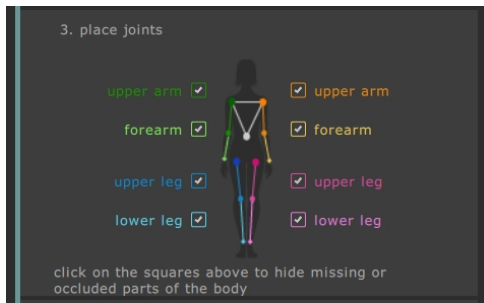 3. place joints
upper arm upper arm
forearm forearm
upper leg upper leg
lower leg lower leg
click on the squares above to hide missing or
occluded parts of the body